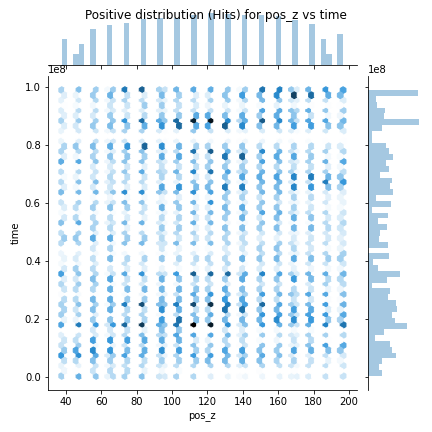 Positive distribution (Hits) for pos_z vs time
1e8
1e8
1.0
0.8
0.6
0.4
0.2
0.0
time
40 60 80 100 120 140 160 180 200
pos_z